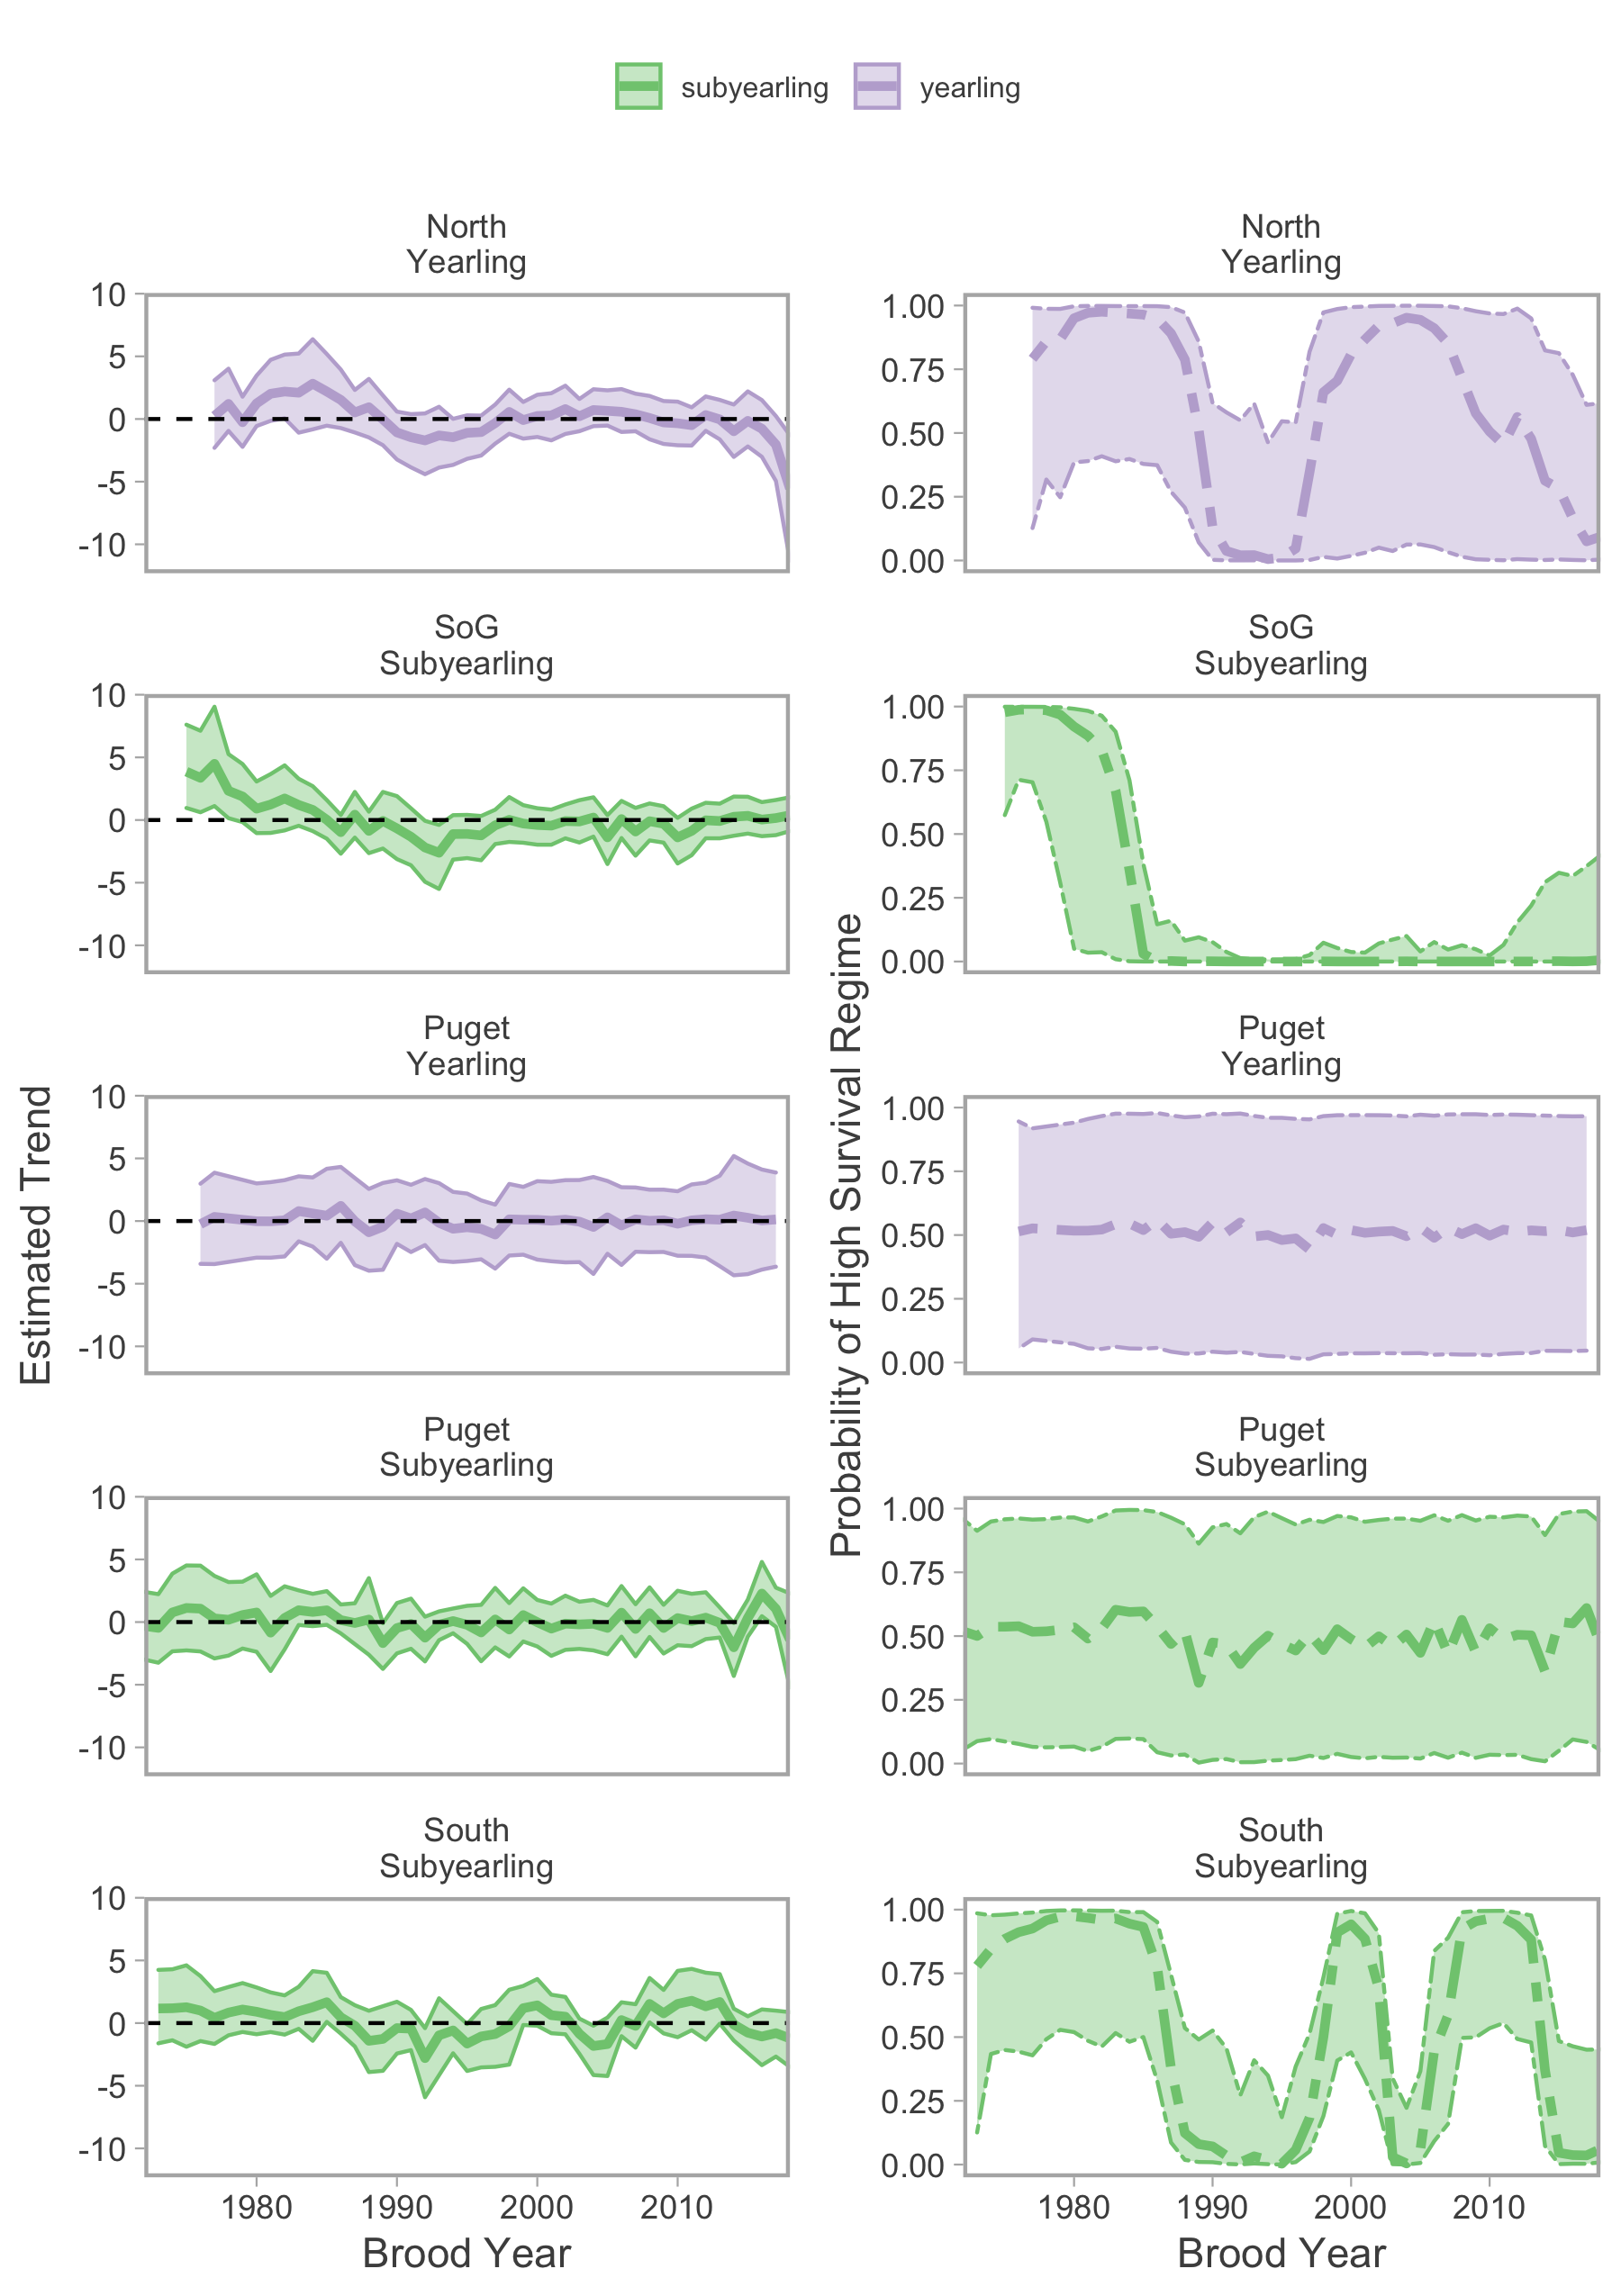 subyearling
yearling
North
Yearling
10
5
0
-5
-10
North
Yearling
1.00
0.75
0.50
0.25
0.00
SoG
Subyearling
10
5
0
-5
-10
SoG
Subyearling
1.00
0.75
0.50
0.25
0.00
Estimated Trend
Puget
Yearling
10
5
0
-5
-10
Probability of High Survival Regime
Puget
Yearling
1.00
0.75
0.50
0.25
0.00
Puget
Subyearling
10
5
0
-5
-10
Puget
Subyearling
1.00
0.75
0.50
0.25
0.00
South
Subyearling
10
5
0
-5
-10
1980 1990 2000 2010
Brood Year
South
Subyearling
1.00
0.75
0.50
0.25
0.00
1980 1990 2000 2010
Brood Year